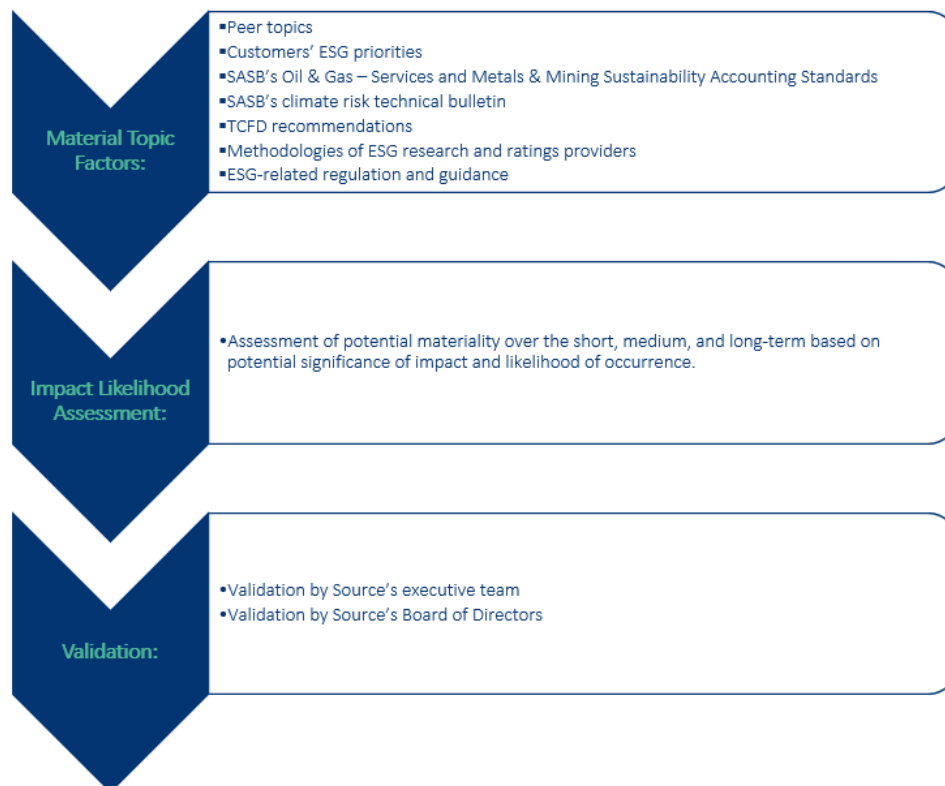 ▪Peer topics
▪Customers’ ESG priorities
▪SASB’s Oil & Gas – Services and Metals & Mining Sustainability Accounting Standards
▪SASB’s climate risk technical bulletin
▪TCFD recommendations
▪Methodologies of ESG research and ratings providers
▪ESG-related regulation and guidance
Material Topic
Factors:
•Assessment of potential materiality over the short, medium, and long-term based on
potential significance of impact and likelihood of occurrence.
Impact Likelihood
Assessment:
•Validation by Source’s executive team
•Validation by Source’s Board of Directors
Validation: